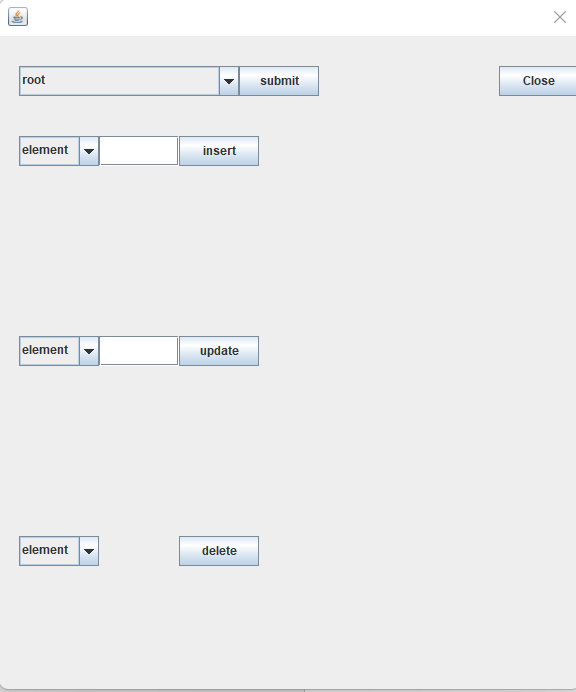 root submit Close
element insert
element update
element delete